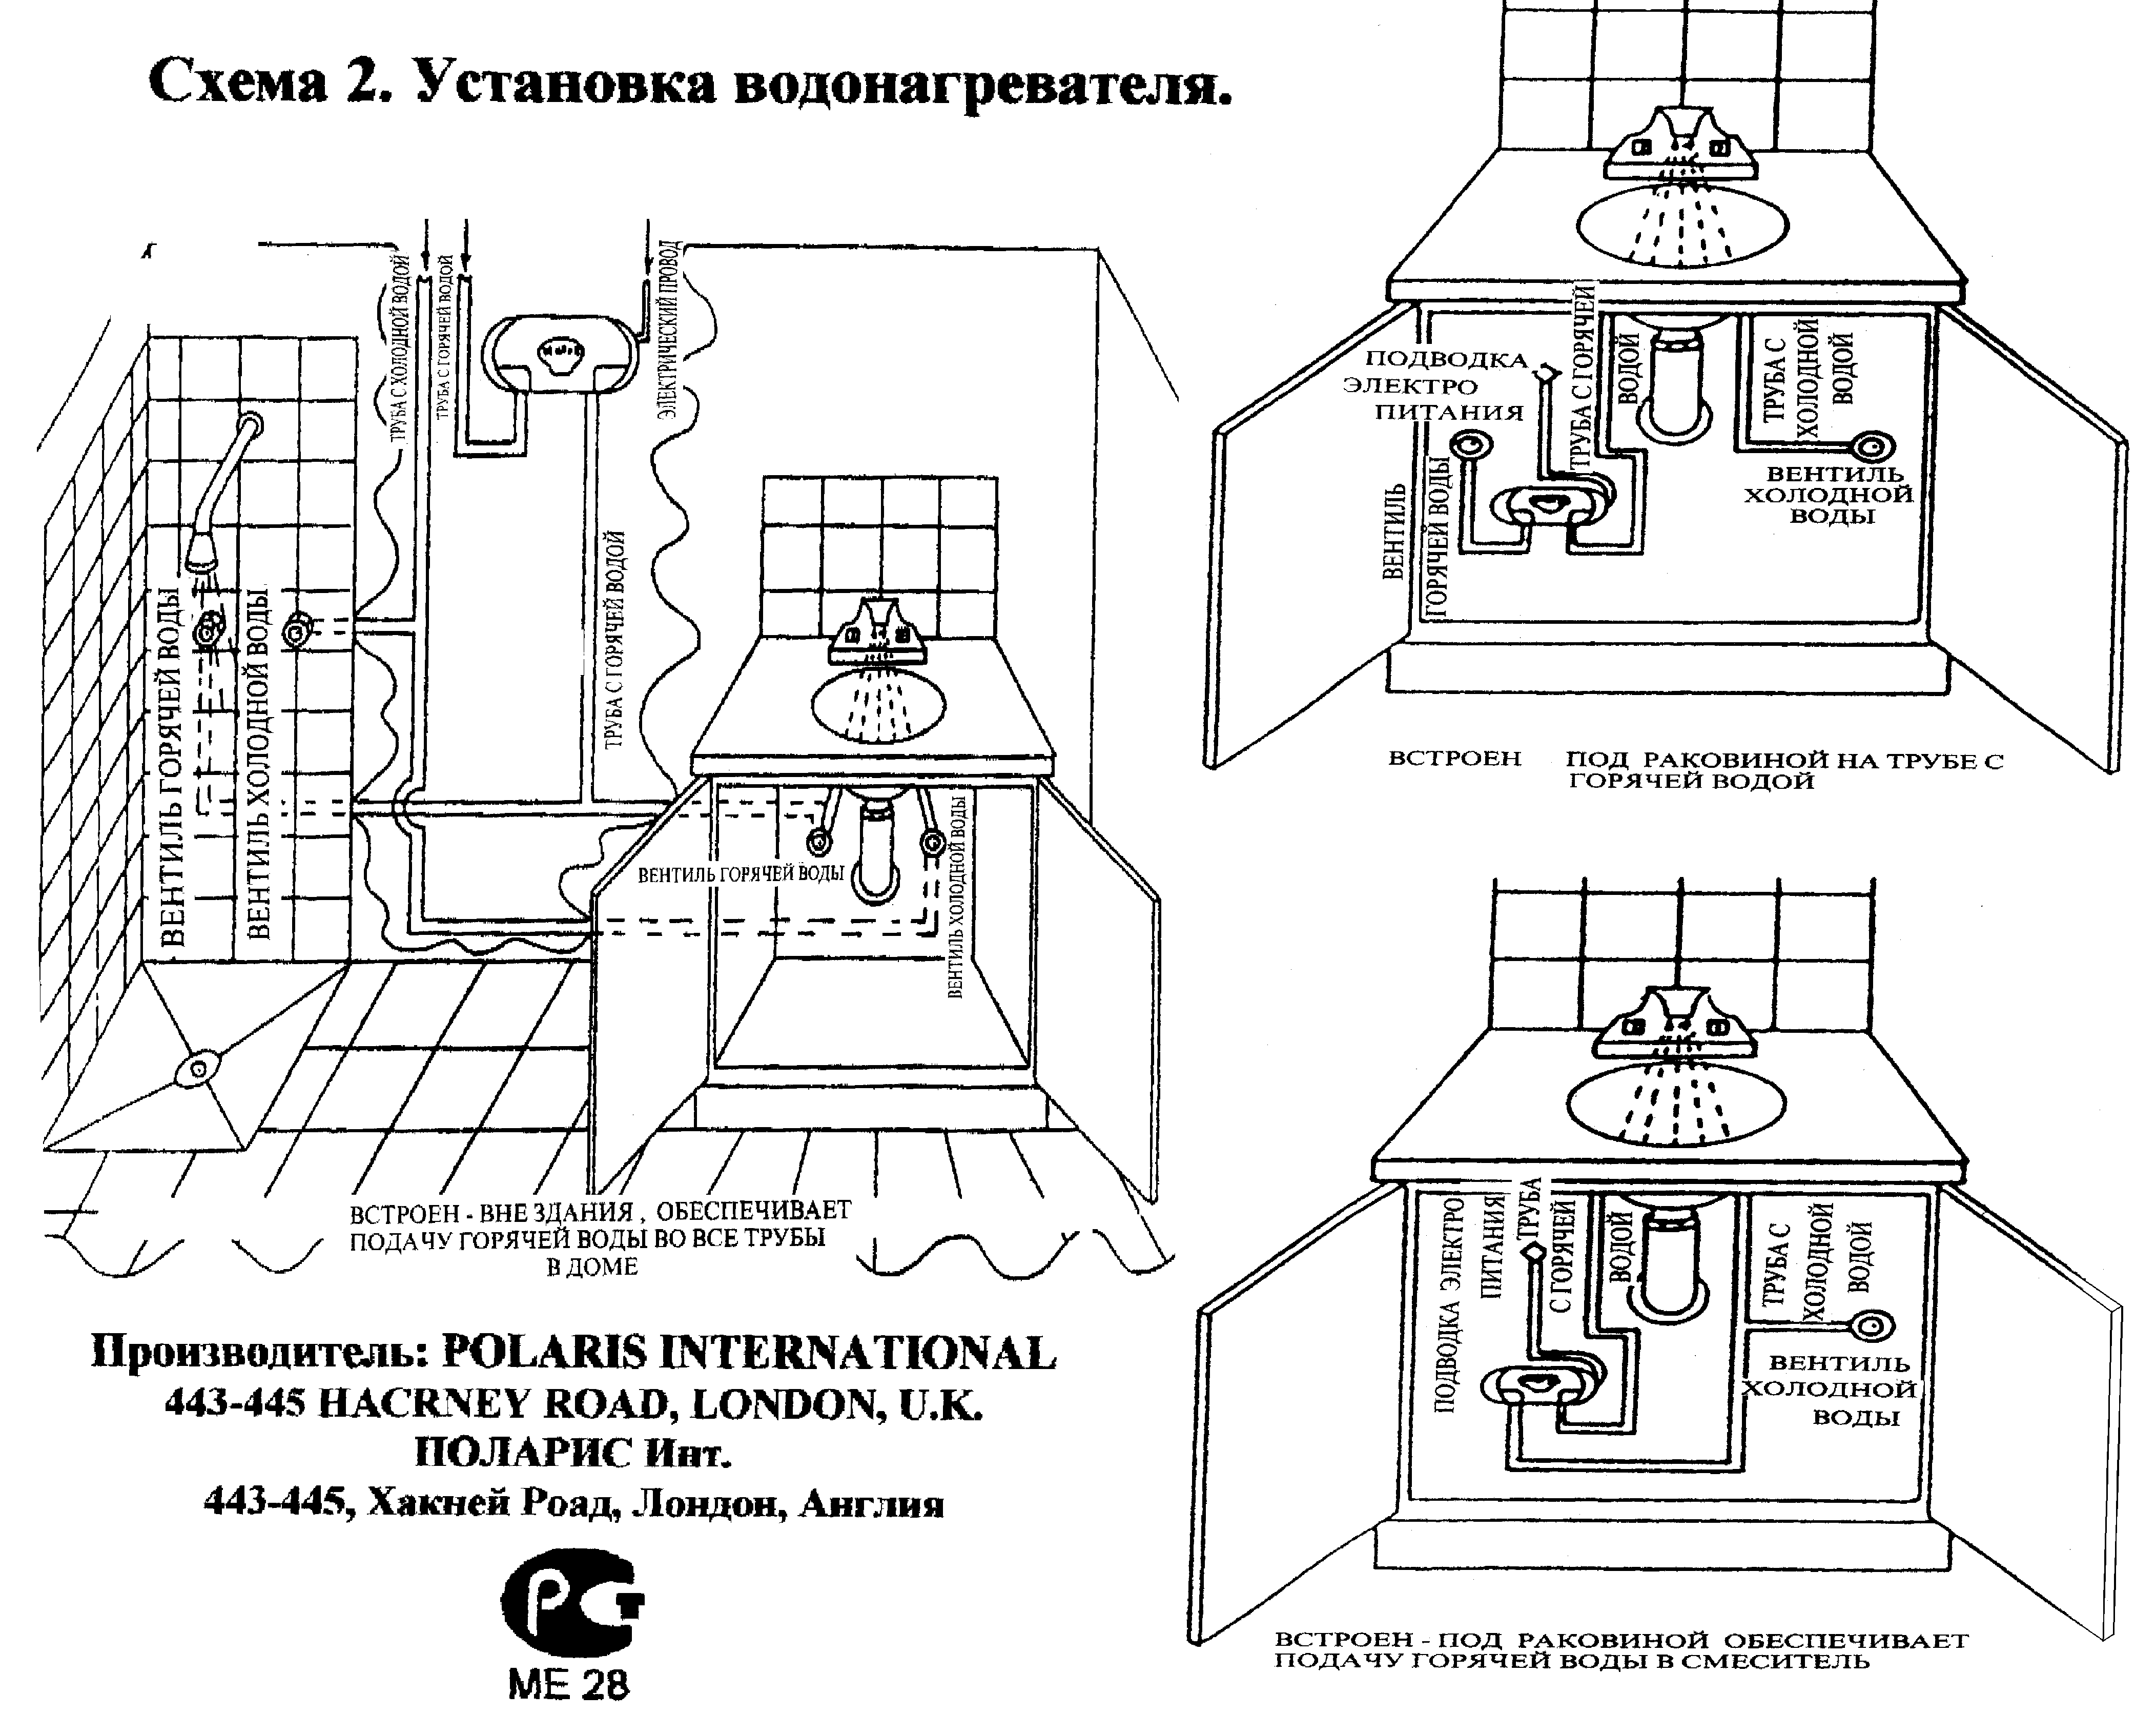 Схема 2. Установка водонагревателя.
ТРУБА С ХОЛОДНОЙ ВОДОЙ
ТРУБА С ГОРЯЧЕЙ ВОДОЙ
ЭЛЕКТРИЧЕСКИЙ ПРОВОД
ТРУБА С ГОРЯЧЕЙ ВОДОЙ
ВЕНТИЛЬ ГОРЯЧЕЙ ВОДЫ
ВЕНТИЛЬ ХОЛОДНОЙ ВОДЫ
ВЕНТИЛЬ ГОРЯЧЕЙ ВОДЫ
ВЕНТИЛЬ ХОЛОДНОЙ ВОДЫ
ВСТРОЕН - ВНЕ ЗДАНИЯ , ОБЕСПЕЧИВАЕТ
ПОДАЧУ ГОРЯЧЕЙ ВОДЫ ВО ВСЕ ТРУБЫ
В ДОМЕ
Производитель: POLARIS INTERNATIONAL
443-445 HACRNEY ROAD, LONDON, U.K.
ПОЛАРИС Инт.
443-445, Хакней Роад, Лондон, Англия
РСТ
МЕ 28
ПОДВОДКА
ЭЛЕКТРО
ПИТАНИЯ
ТРУБА С ГОРЯЧЕЙ
ВОДОЙ
ТРУБА С
ХОЛОДНОЙ
ВОДОЙ
ВЕНТИЛЬ
ГОРЯЧЕЙ ВОДЫ
ВЕНТИЛЬ
ХОЛОДНОЙ
ВОДЫ
ВСТРОЕН ПОД РАКОВИНОЙ НА ТРУБЕ С
ГОРЯЧЕЙ ВОДОЙ
ПОДВОДКА ЭЛЕКТРО
ПИТАНИЯ
ТРУБА
С ГОРЯЧЕЙ
ВОДОЙ
ТРУБА С
ХОЛОДНОЙ
ВОДОЙ
ВЕНТИЛЬ
ХОЛОДНОЙ
ВОДЫ
ВСТРОЕН - ПОД РАКОВИНОЙ ОБЕСПЕЧИВАЕТ
ПОДАЧУ ГОРЯЧЕЙ ВОДЫ В СМЕСИТЕЛЬ